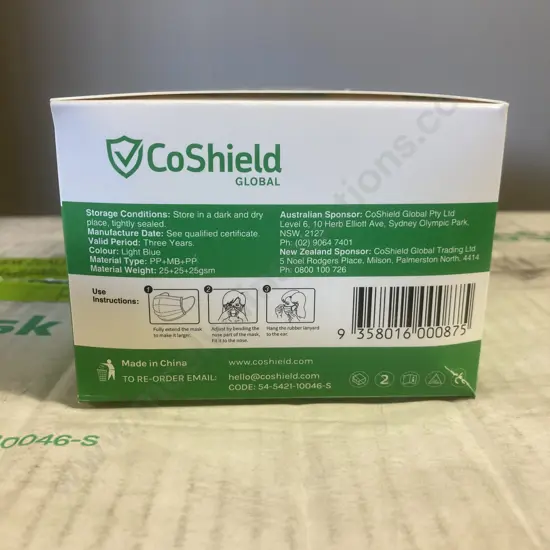 CoShield
GLOBAL
Storage Conditions: Store in a dark and dry
place, tightly sealed.
Manufacture Date: See qualified certificate.
Valid Period: Three Years
Colour: Light Blue
Material Type: PP+MB+PP
Material Weight: 25+25+25gsm
Australian Sponsor: CoShield Global Pty Ltd
Level 6, 10 Herb Elliott Ave, Sydney Olympic Park,
NSW, 2127
Ph: (02) 9064 7401
New Zealand Sponsor: CoShield Global Trading Ltd
5 Noel Rodgers Place, Milson, Palmerston North, 4414
Ph: 0800 100 726
Use
Instructions:
1
2
3
Fully extend the mask
to make it larger.
Adjust by bending the
nose part of the mask,
Fit it to the nose.
Hang the rubber lanyard
to the ear.
9 358016 000875
Made in China
TO RE-ORDER EMAIL:
www.coshield.com
hello@coshield.com
CODE: 54-5421-10046-S
2
sk
10046-S